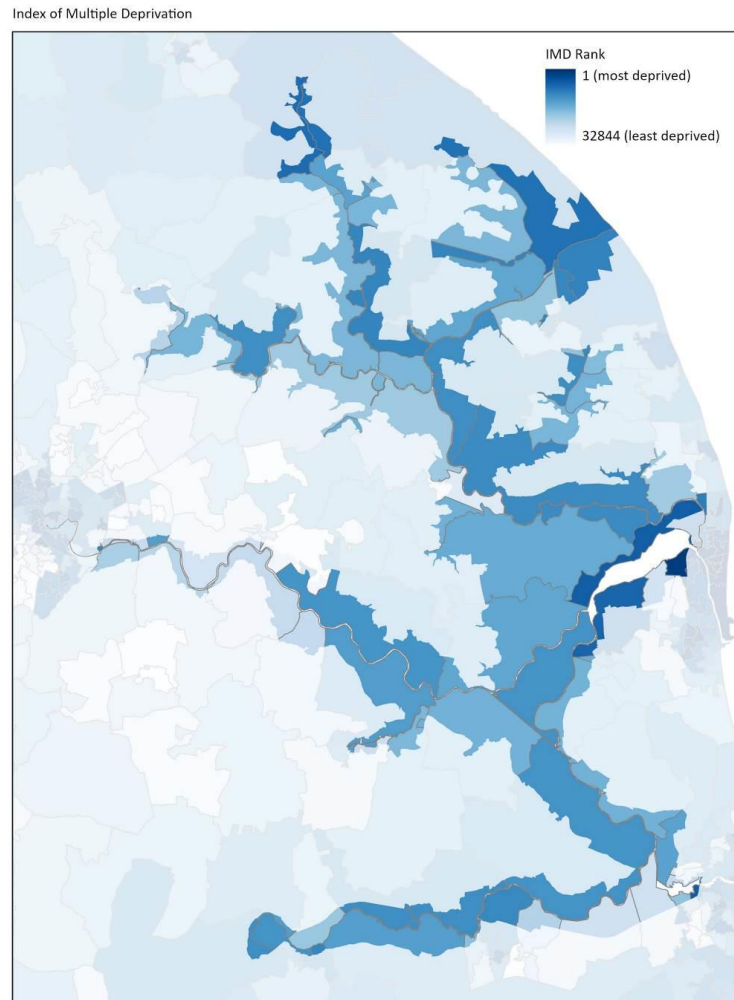 Index of Multiple Deprivation
IMD Rank
1 (most deprived)
32844 (least deprived)